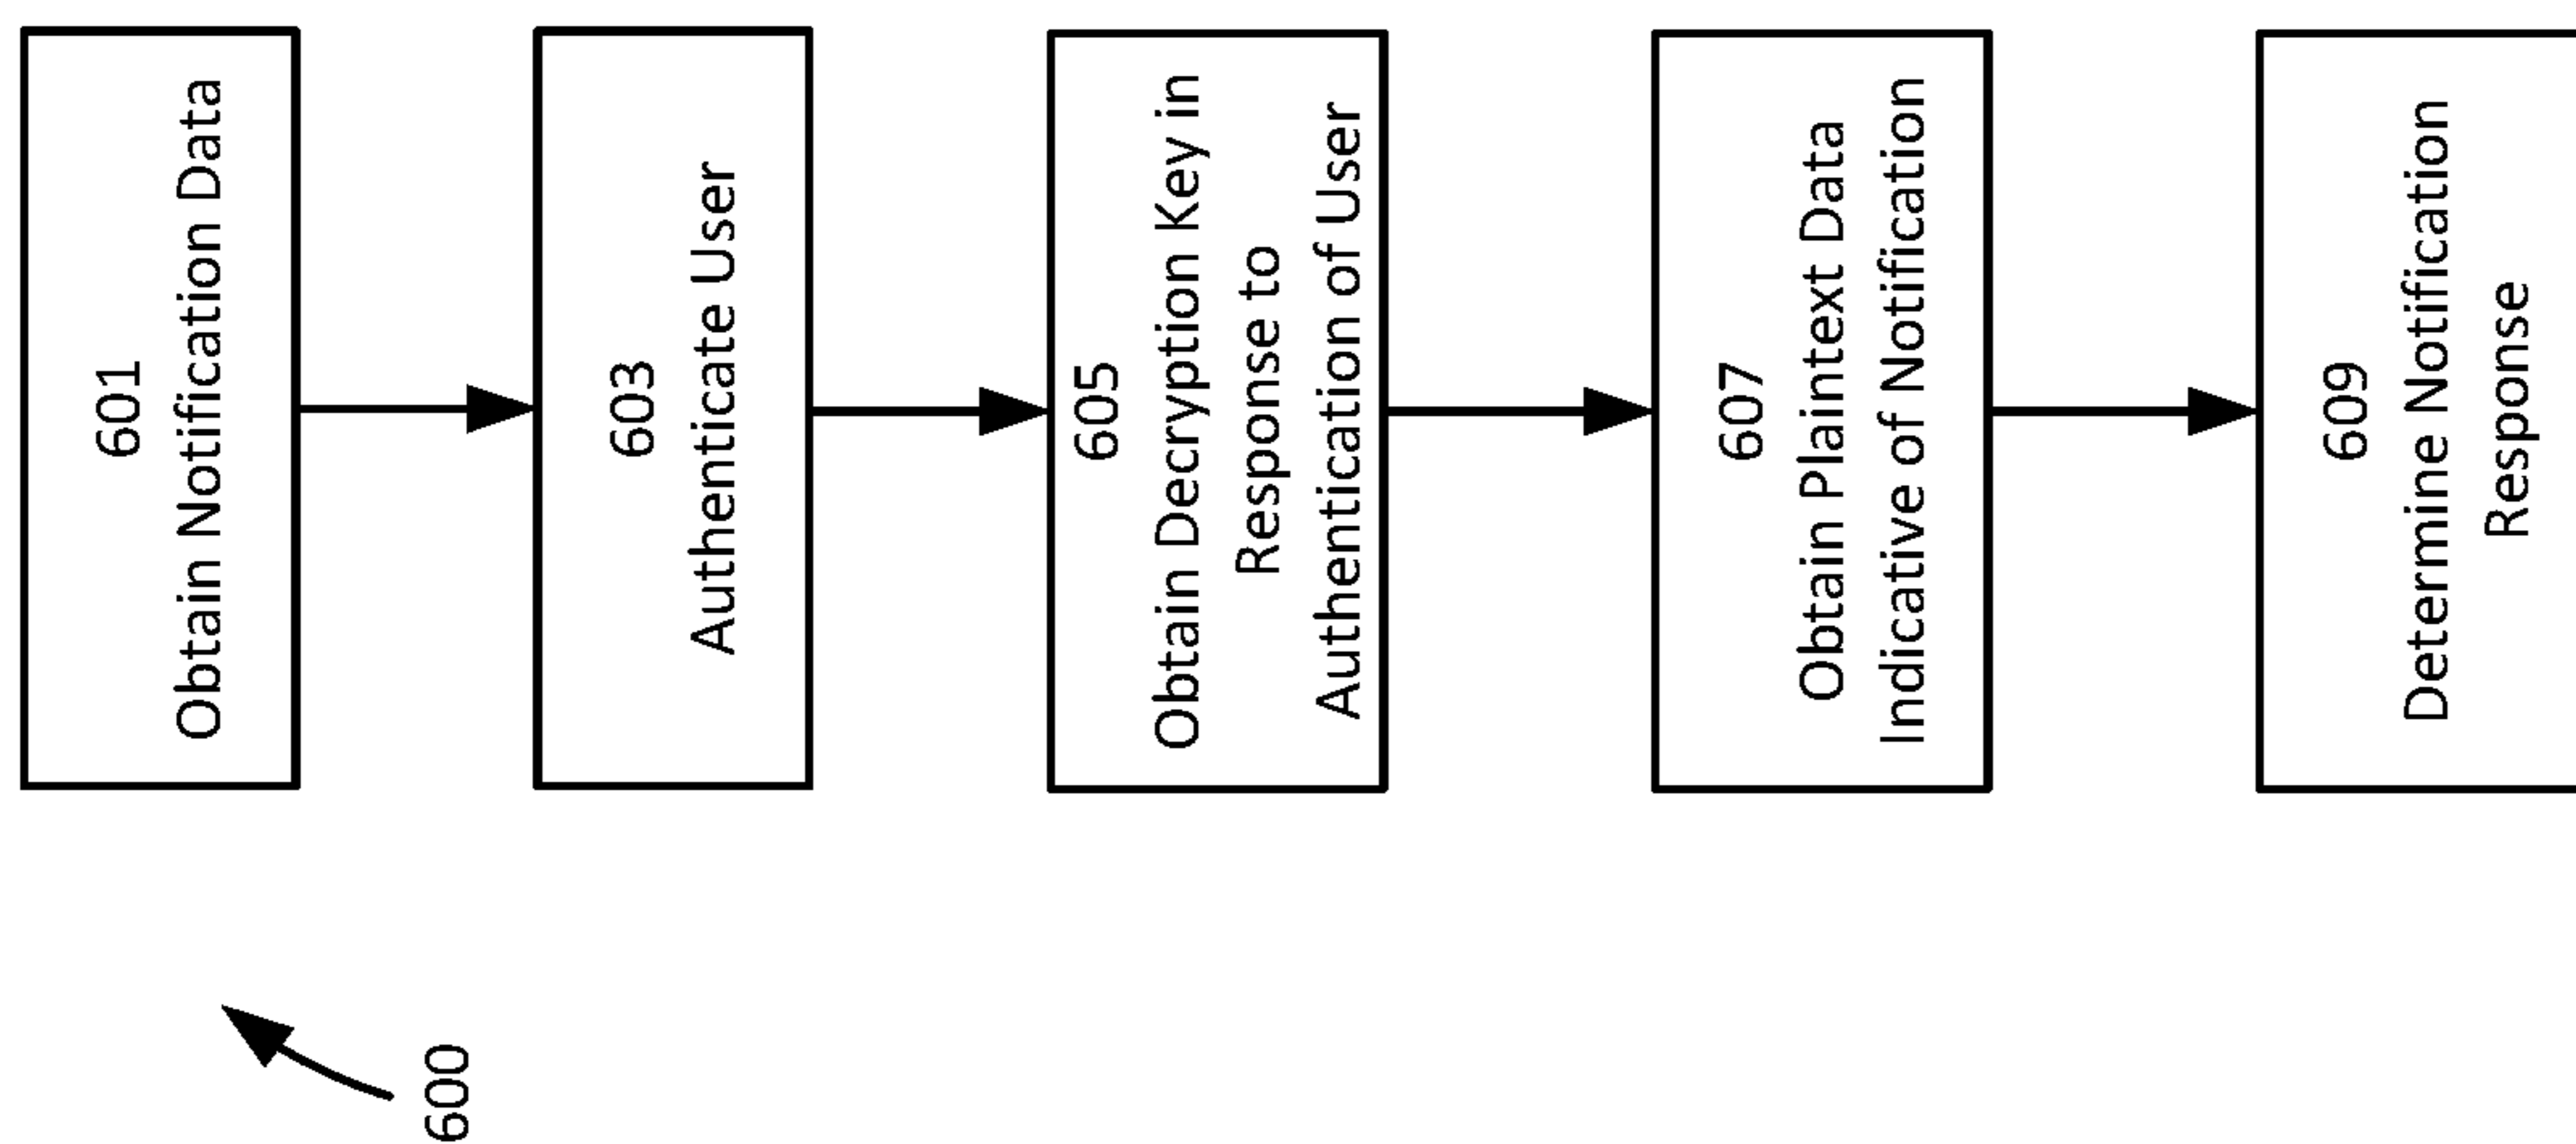 600
601
Obtain Notification Data
603
Authenticate User
605
Obtain Decryption Key in
Response to
Authentication of User
607
Obtain Plaintext Data
Indicative of Notification
609
Determine Notification
Response